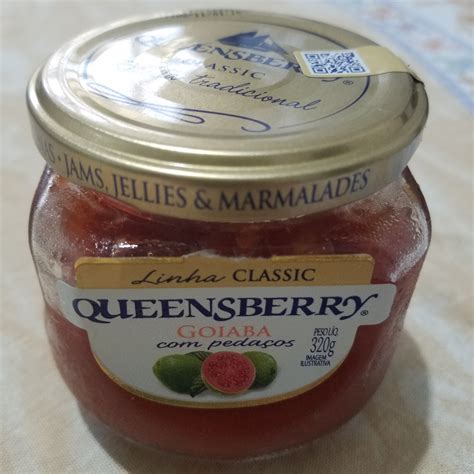 QUEENSBERRY®
CLASSIC
tradicional
JAMS, JELLIES & MARMALADES
Linha CLASSIC
QUEENSBERRY®
GOIABA
com pedaços
PESO LÍQ.
320g
IMAGEM
ILUSTRATIVA